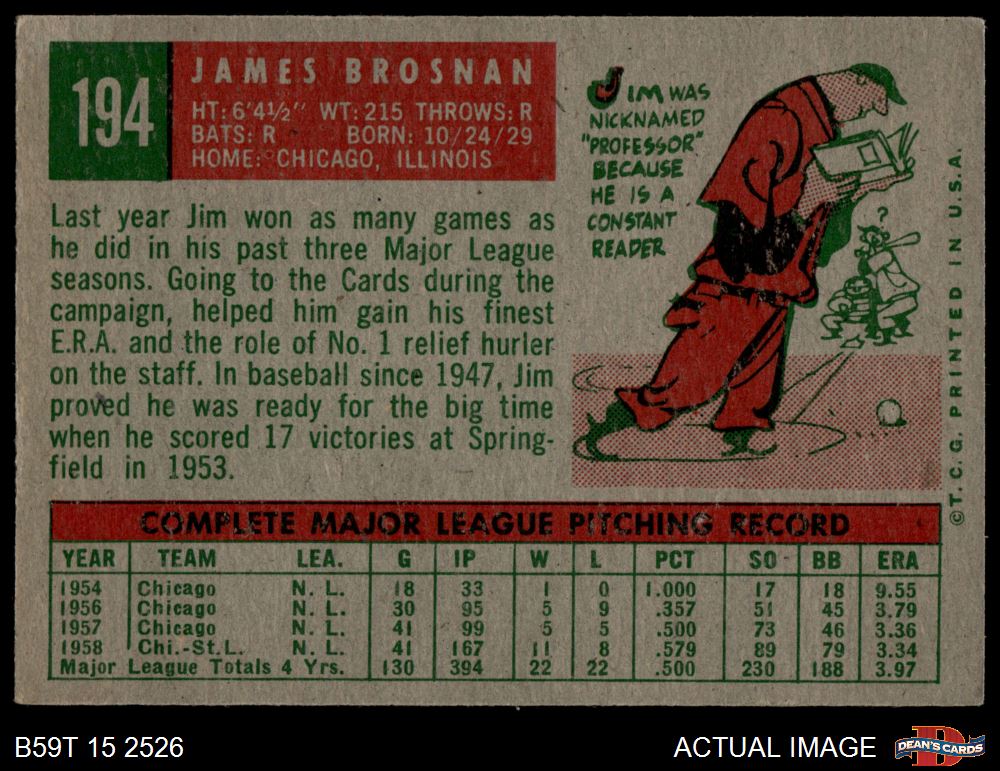 194
JAMES BROSNAN
HT: 6'4½" WT: 215 THROWS: R
BATS: R BORN: 10/24/29
HOME: CHICAGO, ILLINOIS
JIM WAS
NICKNAMED
"PROFESSOR"
BECAUSE
HE IS A
CONSTANT
READER
?
Last year Jim won as many games as
he did in his past three Major League
seasons. Going to the Cards during the
campaign, helped him gain his finest
E.R.A. and the role of No. 1 relief hurler
on the staff. In baseball since 1947, Jim
proved he was ready for the big time
when he scored 17 victories at Spring-
field in 1953.
©T.C.G. PRINTED IN U.S.A.
COMPLETE MAJOR LEAGUE PITCHING RECORD
YEAR TEAM LEA. G IP W L PCT SO BB ERA
1954 Chicago N. L. 18 33 1 0 1.000 17 18 9.55
1956 Chicago N. L. 30 95 5 9 .357 51 45 3.79
1957 Chicago N. L. 41 99 5 5 .500 73 46 3.36
1958 Chi.-St.L. N. L. 41 167 11 8 .579 89 79 3.34
Major League Totals 4 Yrs. 130 394 22 22 .500 230 188 3.97
B59T 15 2526
ACTUAL IMAGE
DEAN'S CARDS